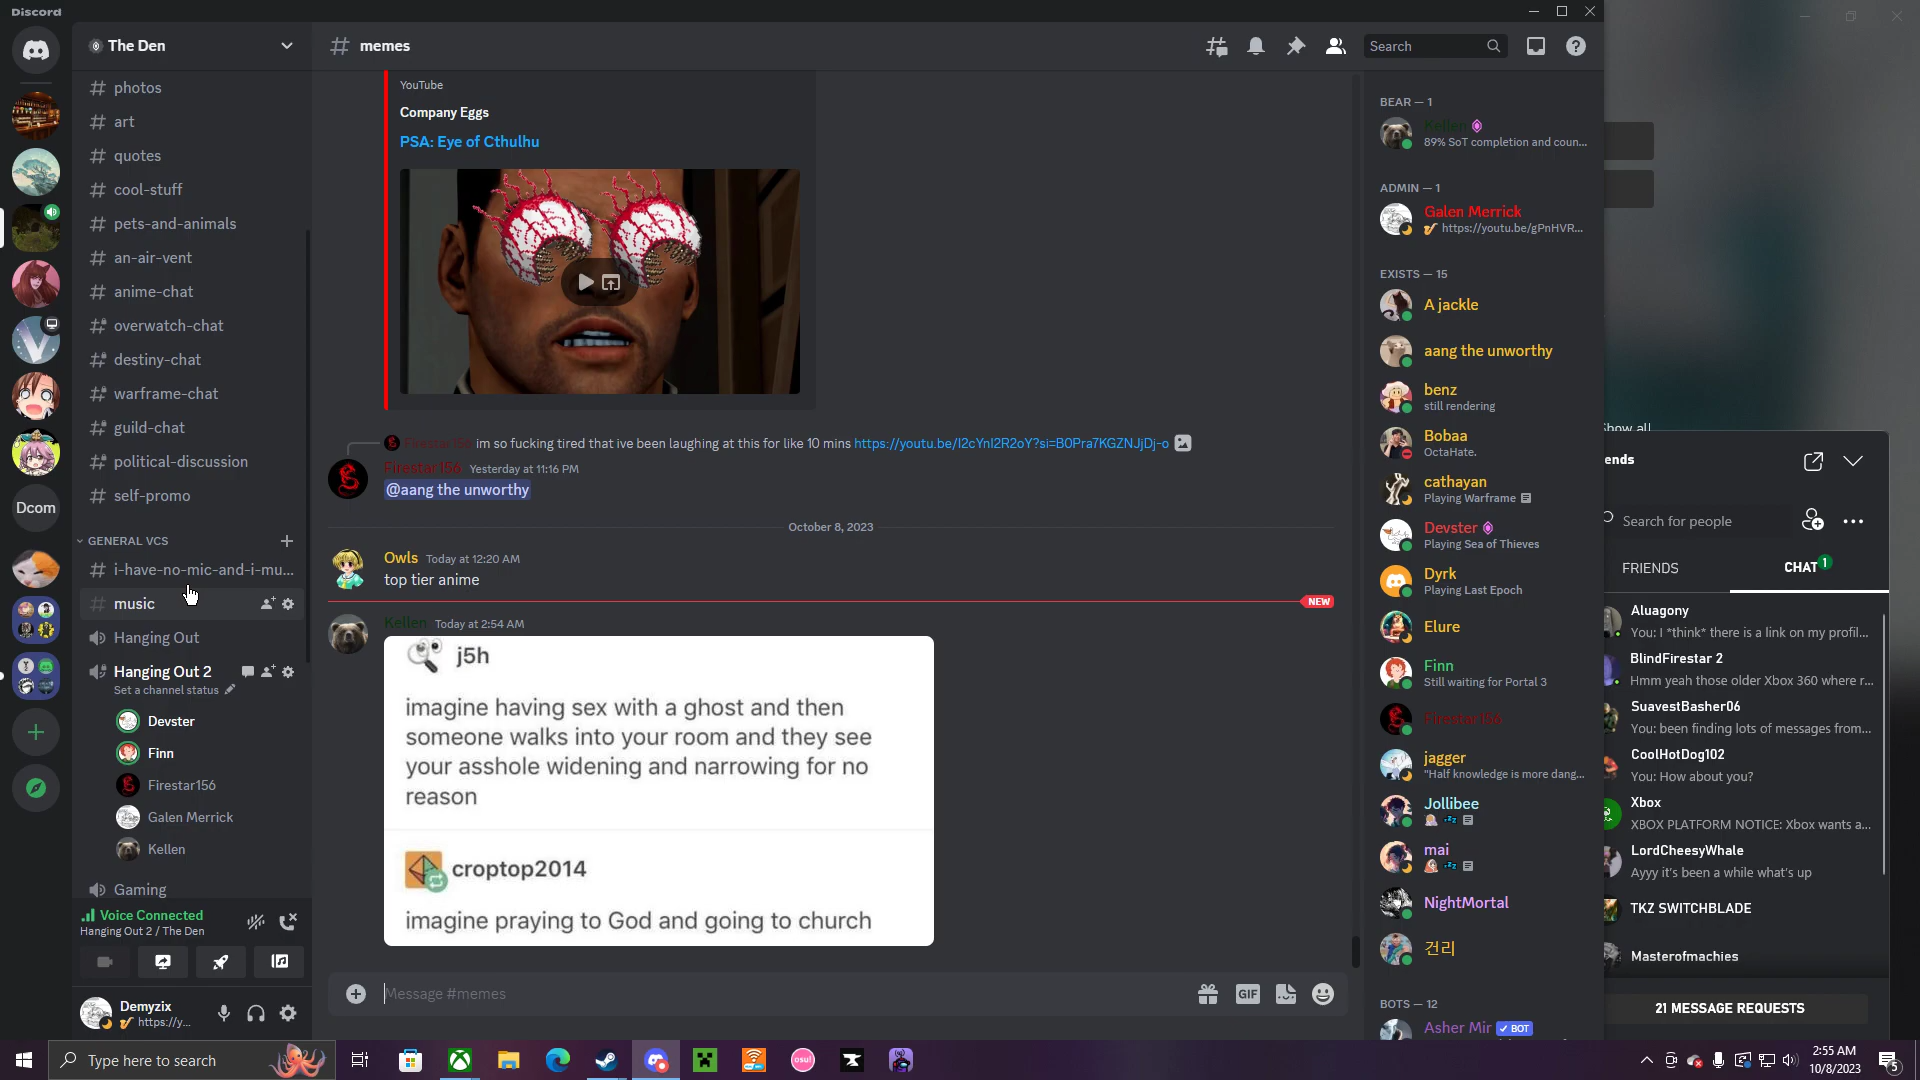 Discord
The Den
photos
art
quotes
cool-stuff
pets-and-animals
an-air-vent
anime-chat
overwatch-chat
destiny-chat
warframe-chat
guild-chat
political-discussion
self-promo
Dcom
GENERAL VCS
i-have-no-mic-and-i-mu...
music
Hanging Out
Hanging Out 2
Set a channel status
Devster
Finn
Firestar156
Galen Merrick
Kellen
Gaming
Voice Connected
Hanging Out 2 / The Den
Demyzix
https://y...
memes
Search
YouTube
Company Eggs
PSA: Eye of Cthulhu
Firestar156 im so fucking tired that ive been laughing at this for like 10 mins https://youtu.be/I2cYnI2R2oY?si=B0Pra7KGZNJjDj-o
Firestar156 Yesterday at 11:16 PM
@aang the unworthy
October 8, 2023
Owls Today at 12:20 AM
top tier anime
NEW
Kellen Today at 2:54 AM
j5h
imagine having sex with a ghost and then
someone walks into your room and they see
your asshole widening and narrowing for no
reason
croptop2014
imagine praying to God and going to church
Message #memes
GIF
BEAR — 1
Kellen
89% SoT completion and coun...
ADMIN — 1
Galen Merrick
https://youtu.be/gPnHVR...
EXISTS — 15
A jackle
aang the unworthy
benz
still rendering
Bobaa
OctaHate.
cathayan
Playing Warframe
Devster
Playing Sea of Thieves
Dyrk
Playing Last Epoch
Elure
Finn
Still waiting for Portal 3
Firestar156
jagger
"Half knowledge is more dang...
Jollibee
mai
NightMortal
건리
BOTS — 12
Asher Mir BOT
Show all
ends
Search for people
FRIENDS
CHAT 1
Aluagony
You: I *think* there is a link on my profil...
BlindFirestar 2
Hmm yeah those older Xbox 360 where r...
SuavestBasher06
You: been finding lots of messages from...
CoolHotDog102
You: How about you?
Xbox
XBOX PLATFORM NOTICE: Xbox wants a...
LordCheesyWhale
Ayyy it's been a while what's up
TKZ SWITCHBLADE
Masterofmachies
21 MESSAGE REQUESTS
Type here to search
osu!
2:55 AM
10/8/2023
5